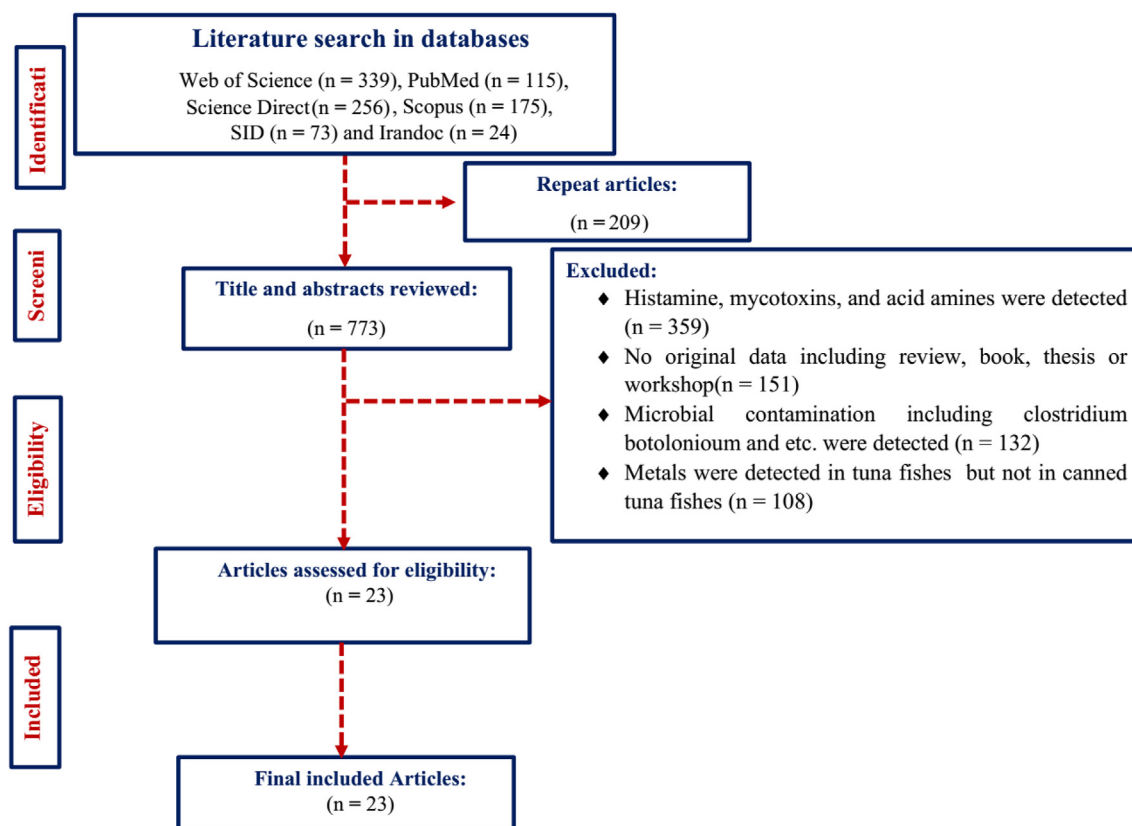 Identificati
Literature search in databases
Web of Science (n = 339), PubMed (n = 115),
Science Direct(n = 256), Scopus (n = 175),
SID (n = 73) and Irandoc (n = 24)
Repeat articles:
(n = 209)
Screeni
Title and abstracts reviewed:
(n = 773)
Excluded:
♦ Histamine, mycotoxins, and acid amines were detected
(n = 359)
♦ No original data including review, book, thesis or
workshop(n = 151)
♦ Microbial contamination including clostridium
botolonioum and etc. were detected (n = 132)
♦ Metals were detected in tuna fishes but not in canned
tuna fishes (n = 108)
Eligibility
Articles assessed for eligibility:
(n = 23)
Included
Final included Articles:
(n = 23)